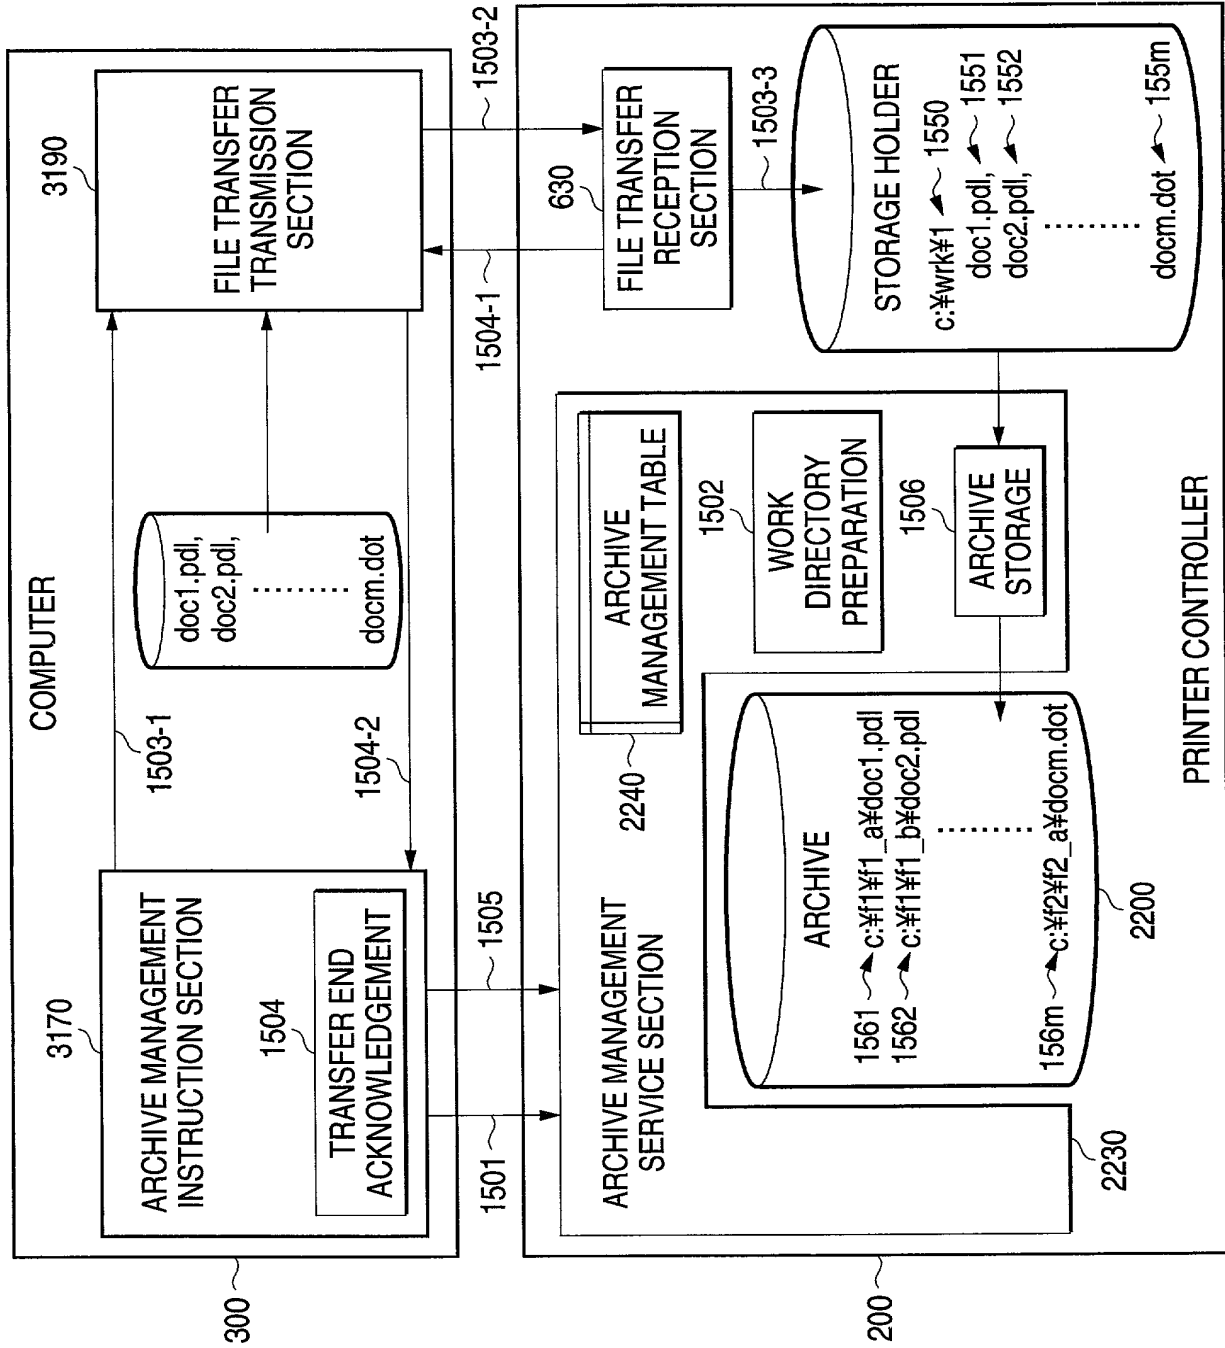 COMPUTER
300
3170
ARCHIVE MANAGEMENT
INSTRUCTION SECTION
1504
TRANSFER END
ACKNOWLEDGEMENT
1503-1
1504-2
doc1.pdl,
doc2.pdl,
docm.dot
3190
FILE TRANSFER
TRANSMISSION
SECTION
1501
1505
1504-1
1503-2
200
PRINTER CONTROLLER
ARCHIVE MANAGEMENT
SERVICE SECTION
2230
2240
ARCHIVE
MANAGEMENT TABLE
1502
WORK
DIRECTORY
PREPARATION
1506
ARCHIVE
STORAGE
ARCHIVE
1561 c:¥f1¥f1_a¥doc1.pdl
1562 c:¥f1¥f1_b¥doc2.pdl
156m c:¥f2¥f2_a¥docm.dot
2200
630
FILE TRANSFER
RECEPTION
SECTION
1503-3
STORAGE HOLDER
c:¥wrk¥1 1550
doc1.pdl, 1551
doc2.pdl, 1552
docm.dot 155m